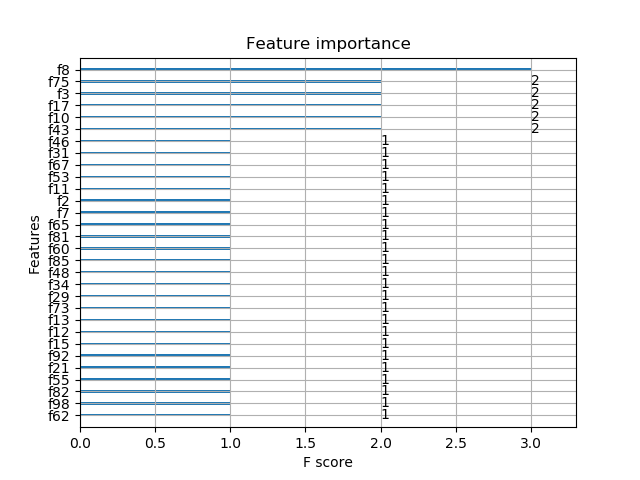 Feature importance
f8
f75 2
f3 2
f17 2
f10 2
f43 2
f46 1
f31 1
f67 1
f53 1
f11 1
f2 1
f7 1
f65 1
f81 1
f60 1
f85 1
f48 1
f34 1
f29 1
f73 1
f13 1
f12 1
f15 1
f92 1
f21 1
f55 1
f82 1
f98 1
f62 1
Features
0.0 0.5 1.0 1.5 2.0 2.5 3.0
F score